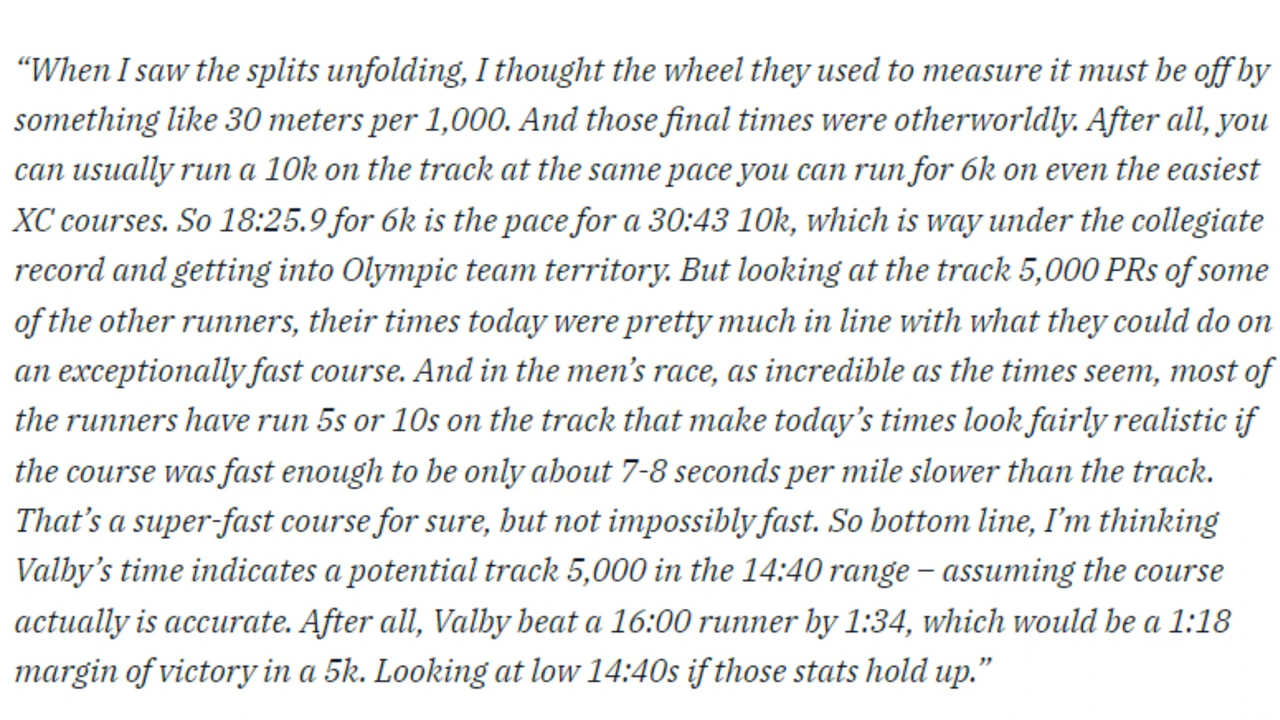 “When I saw the splits unfolding, I thought the wheel they used to measure it must be off by
something like 30 meters per 1,000. And those final times were otherworldly. After all, you
can usually run a 10k on the track at the same pace you can run for 6k on even the easiest
XC courses. So 18:25.9 for 6k is the pace for a 30:43 10k, which is way under the collegiate
record and getting into Olympic team territory. But looking at the track 5,000 PRs of some
of the other runners, their times today were pretty much in line with what they could do on
an exceptionally fast course. And in the men’s race, as incredible as the times seem, most of
the runners have run 5s or 10s on the track that make today’s times look fairly realistic if
the course was fast enough to be only about 7-8 seconds per mile slower than the track.
That’s a super-fast course for sure, but not impossibly fast. So bottom line, I’m thinking
Valby’s time indicates a potential track 5,000 in the 14:40 range – assuming the course
actually is accurate. After all, Valby beat a 16:00 runner by 1:34, which would be a 1:18
margin of victory in a 5k. Looking at low 14:40s if those stats hold up.”